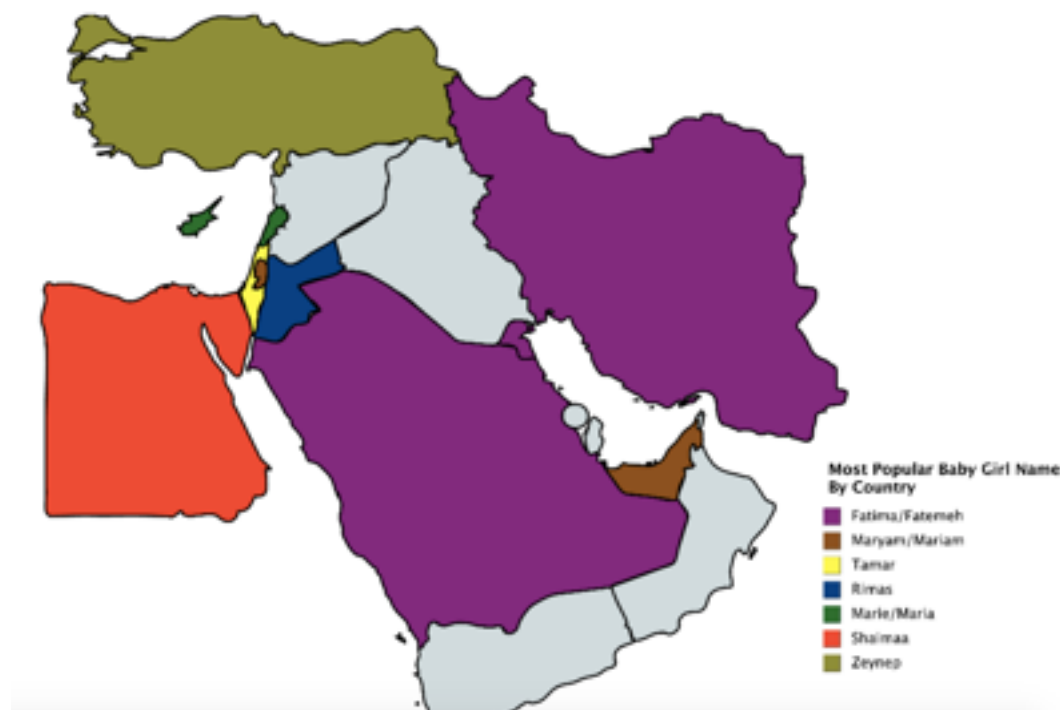 Most Popular Baby Girl Name
By Country
Fatima/Fatemeh
Maryam/Mariam
Tamar
Rimas
Marie/Maria
Shaimaa
Zeynep